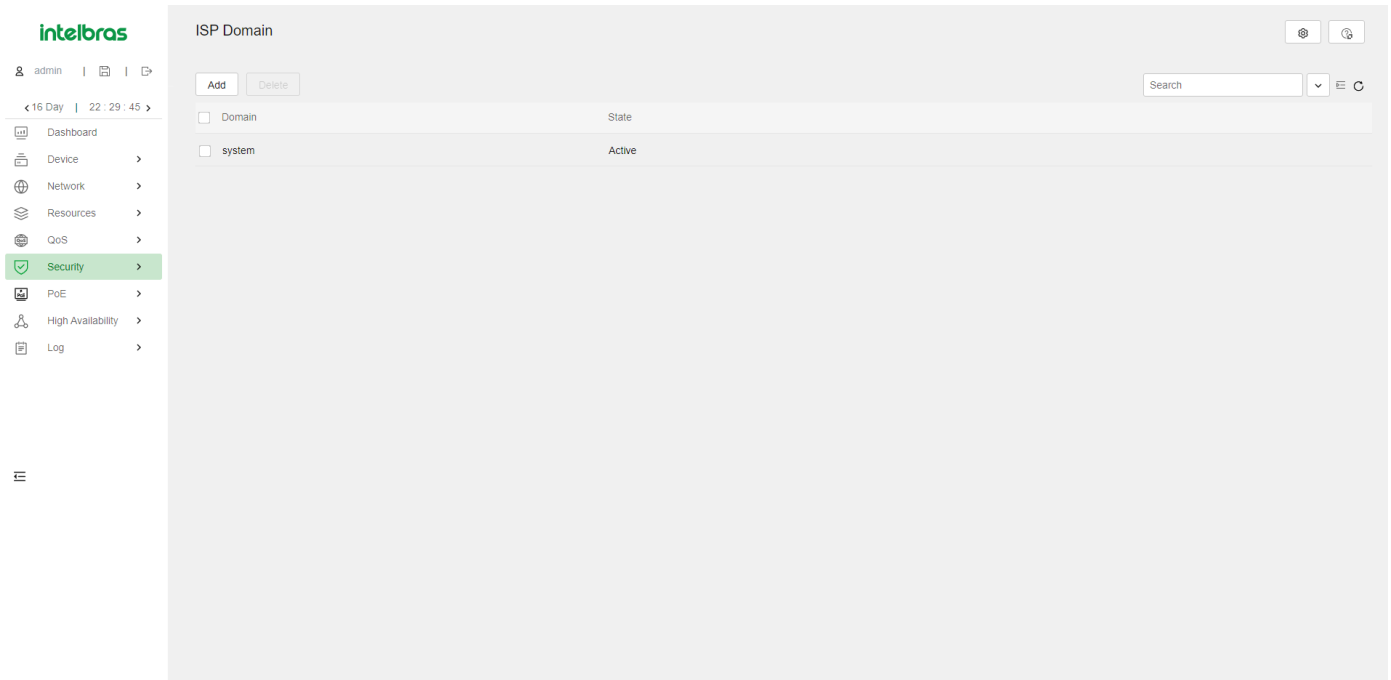 intelbras
ISP Domain
admin | |
16 Day | 22 : 29 : 45
Add Delete Search
Domain State
system Active
Dashboard
Device
Network
Resources
QoS
Security
PoE
High Availability
Log